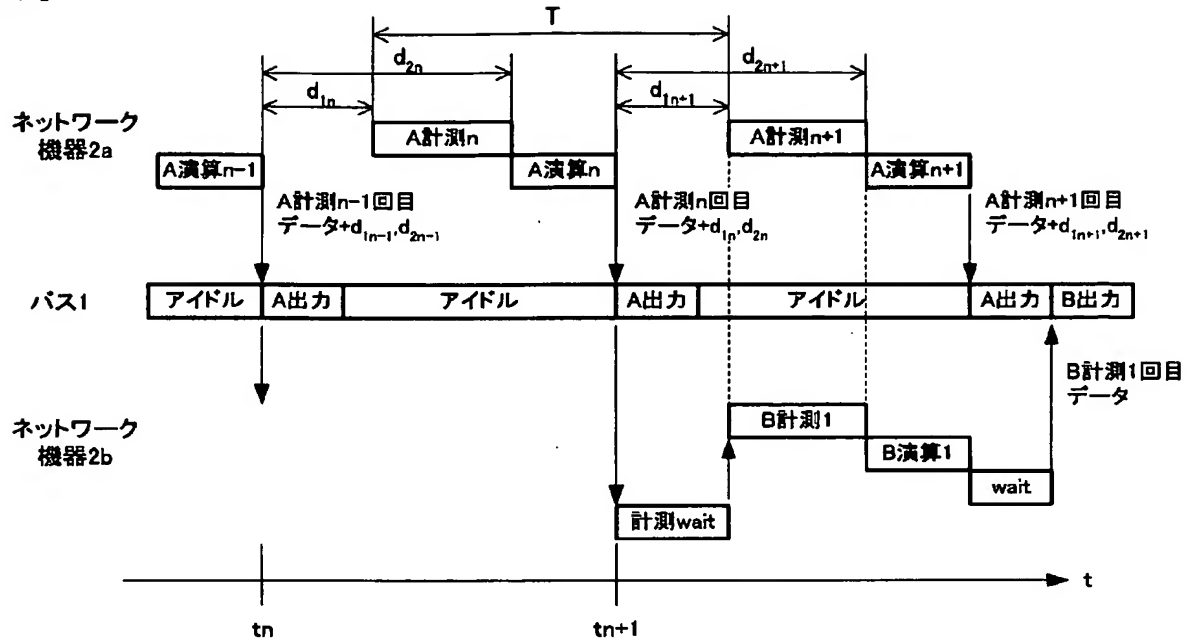 T
d2n
d2n+1
d1n
d1n+1
ネットワーク
機器2a
A計測n
A計測n+1
A演算n-1
A演算n
A演算n+1
A計測n-1回目
データ+d1n-1,d2n-1
A計測n回目
データ+d1n,d2n
A計測n+1回目
データ+d1n+1,d2n+1
バス1
アイドル
A出力
アイドル
A出力
アイドル
A出力
B出力
B計測1回目
データ
ネットワーク
機器2b
B計測1
B演算1
wait
計測wait
t
tn
tn+1